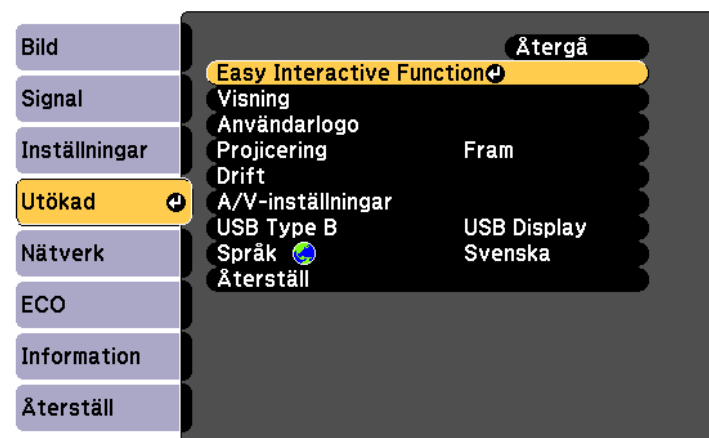 Bild
Signal
Inställningar
Utökad
Nätverk
ECO
Information
Återställ
Återgå
Easy Interactive Function
Visning
Användarlogo
Projicering Fram
Drift
A/V-inställningar
USB Type B USB Display
Språk Svenska
Återställ